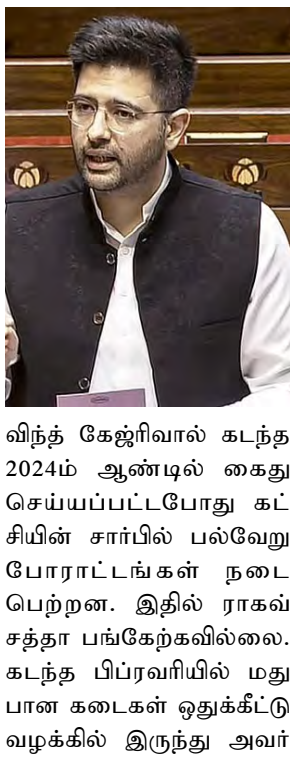 விந்த் கேஜ்ரிவால் கடந்த
2024ம் ஆண்டில் கைது
செய்யப்பட்டபோது கட்
சியின் சார்பில் பல்வேறு
போராட்டங்கள் நடை
பெற்றன. இதில் ராகவ்
சத்தா பங்கேற்கவில்லை.
கடந்த பிப்ரவரியில் மது
பான கடைகள் ஒதுக்கீட்டு
வழக்கில் இருந்து அவர்